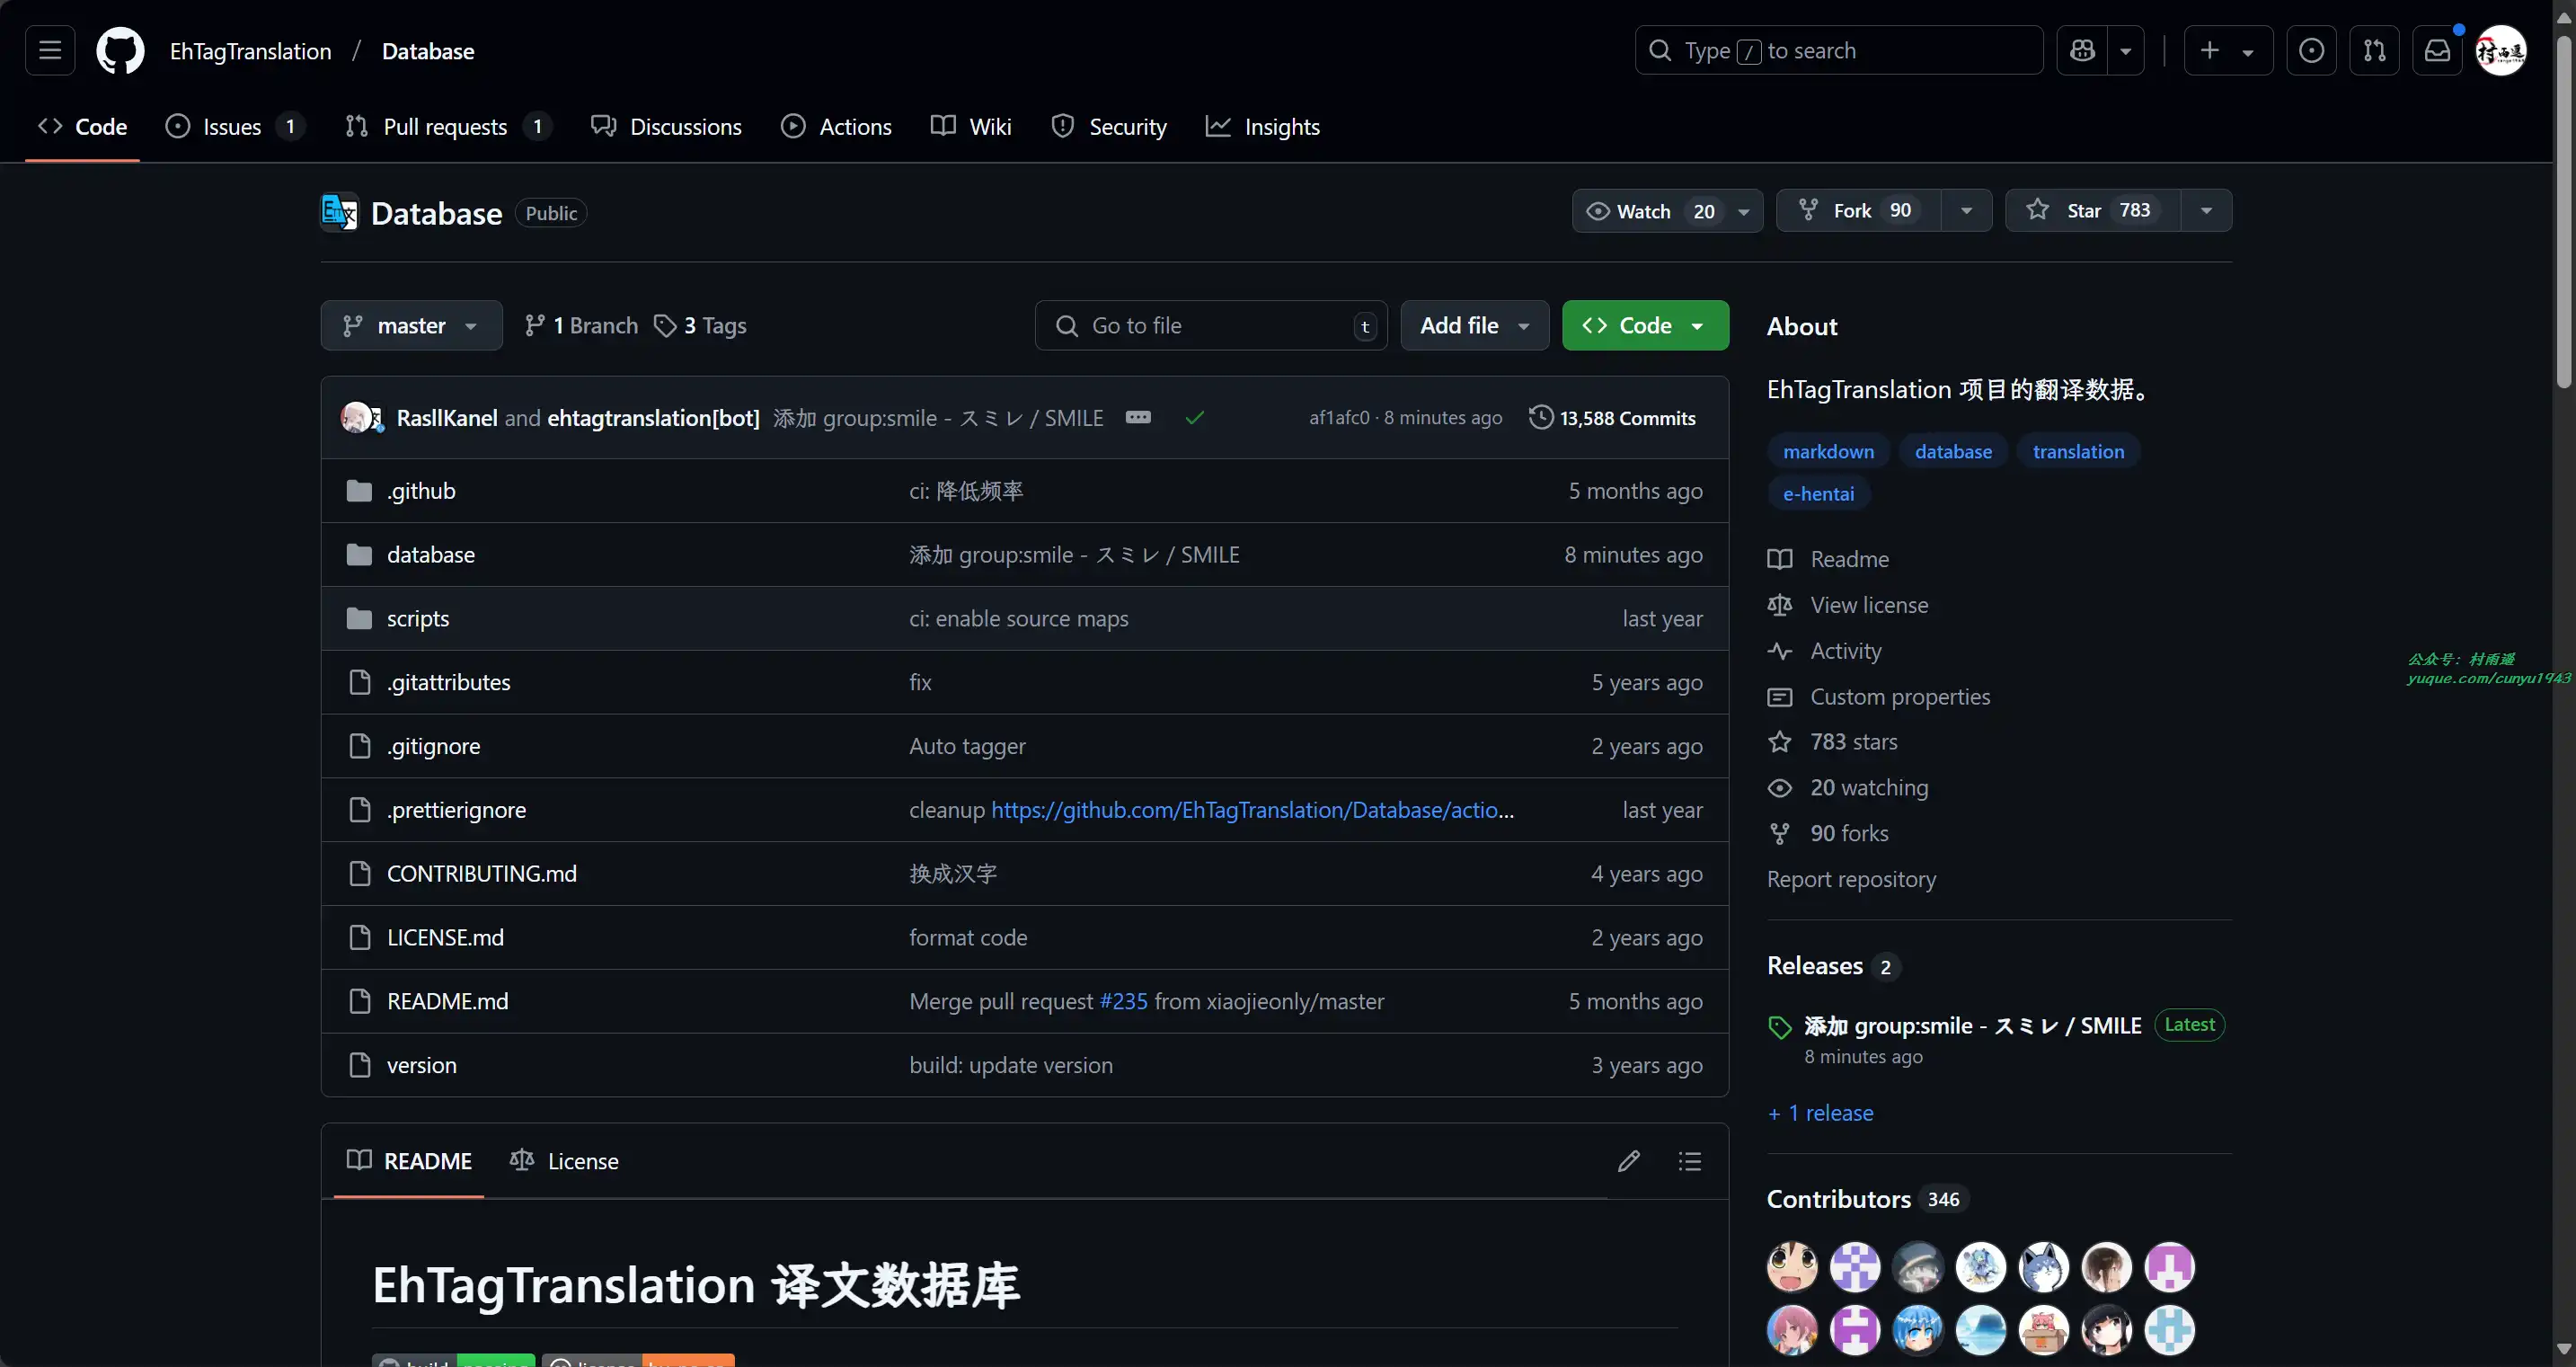 EhTagTranslation / Database
Type / to search
Code
Issues 1
Pull requests 1
Discussions
Actions
Wiki
Security
Insights
Database Public
Watch 20
Fork 90
Star 783
master
1 Branch
3 Tags
Go to file t
Add file
Code
RasllKanel and ehtagtranslation[bot] 添加 group:smile - スミレ / SMILE
af1afc0 · 8 minutes ago
13,588 Commits
.github ci: 降低频率 5 months ago
database 添加 group:smile - スミレ / SMILE 8 minutes ago
scripts ci: enable source maps last year
.gitattributes fix 5 years ago
.gitignore Auto tagger 2 years ago
.prettierignore cleanup https://github.com/EhTagTranslation/Database/actio... last year
CONTRIBUTING.md 换成汉字 4 years ago
LICENSE.md format code 2 years ago
README.md Merge pull request #235 from xiaojieonly/master 5 months ago
version build: update version 3 years ago
README
License
EhTagTranslation 译文数据库
About
EhTagTranslation 项目的翻译数据。
markdown database translation
e-hentai
Readme
View license
Activity
Custom properties
783 stars
20 watching
90 forks
Report repository
Releases 2
添加 group:smile - スミレ / SMILE Latest
8 minutes ago
+ 1 release
Contributors 346
公众号：村雨遥
yuque.com/cunyu1943